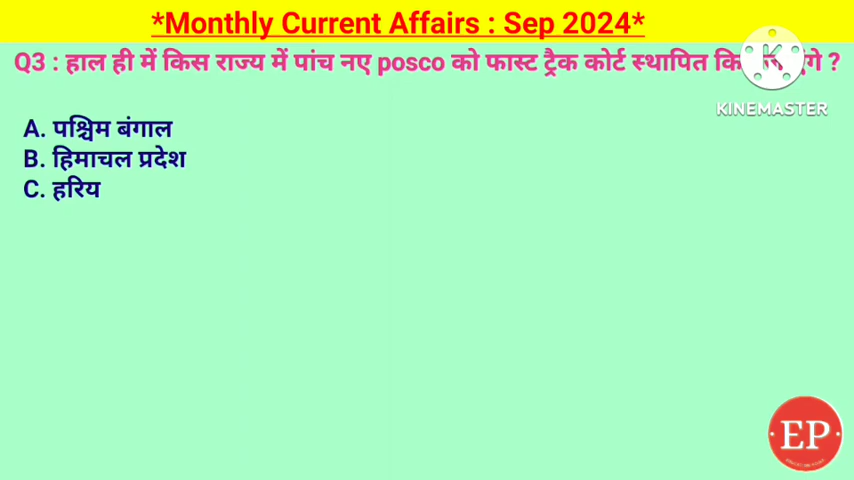 *Monthly Current Affairs : Sep 2024*
Q3 : हाल ही में किस राज्य में पांच नए posco को फास्ट ट्रैक कोर्ट स्थापित ?
KINEMASTER
A. पश्चिम बंगाल
B. हिमाचल प्रदेश
C. हरिय
EP